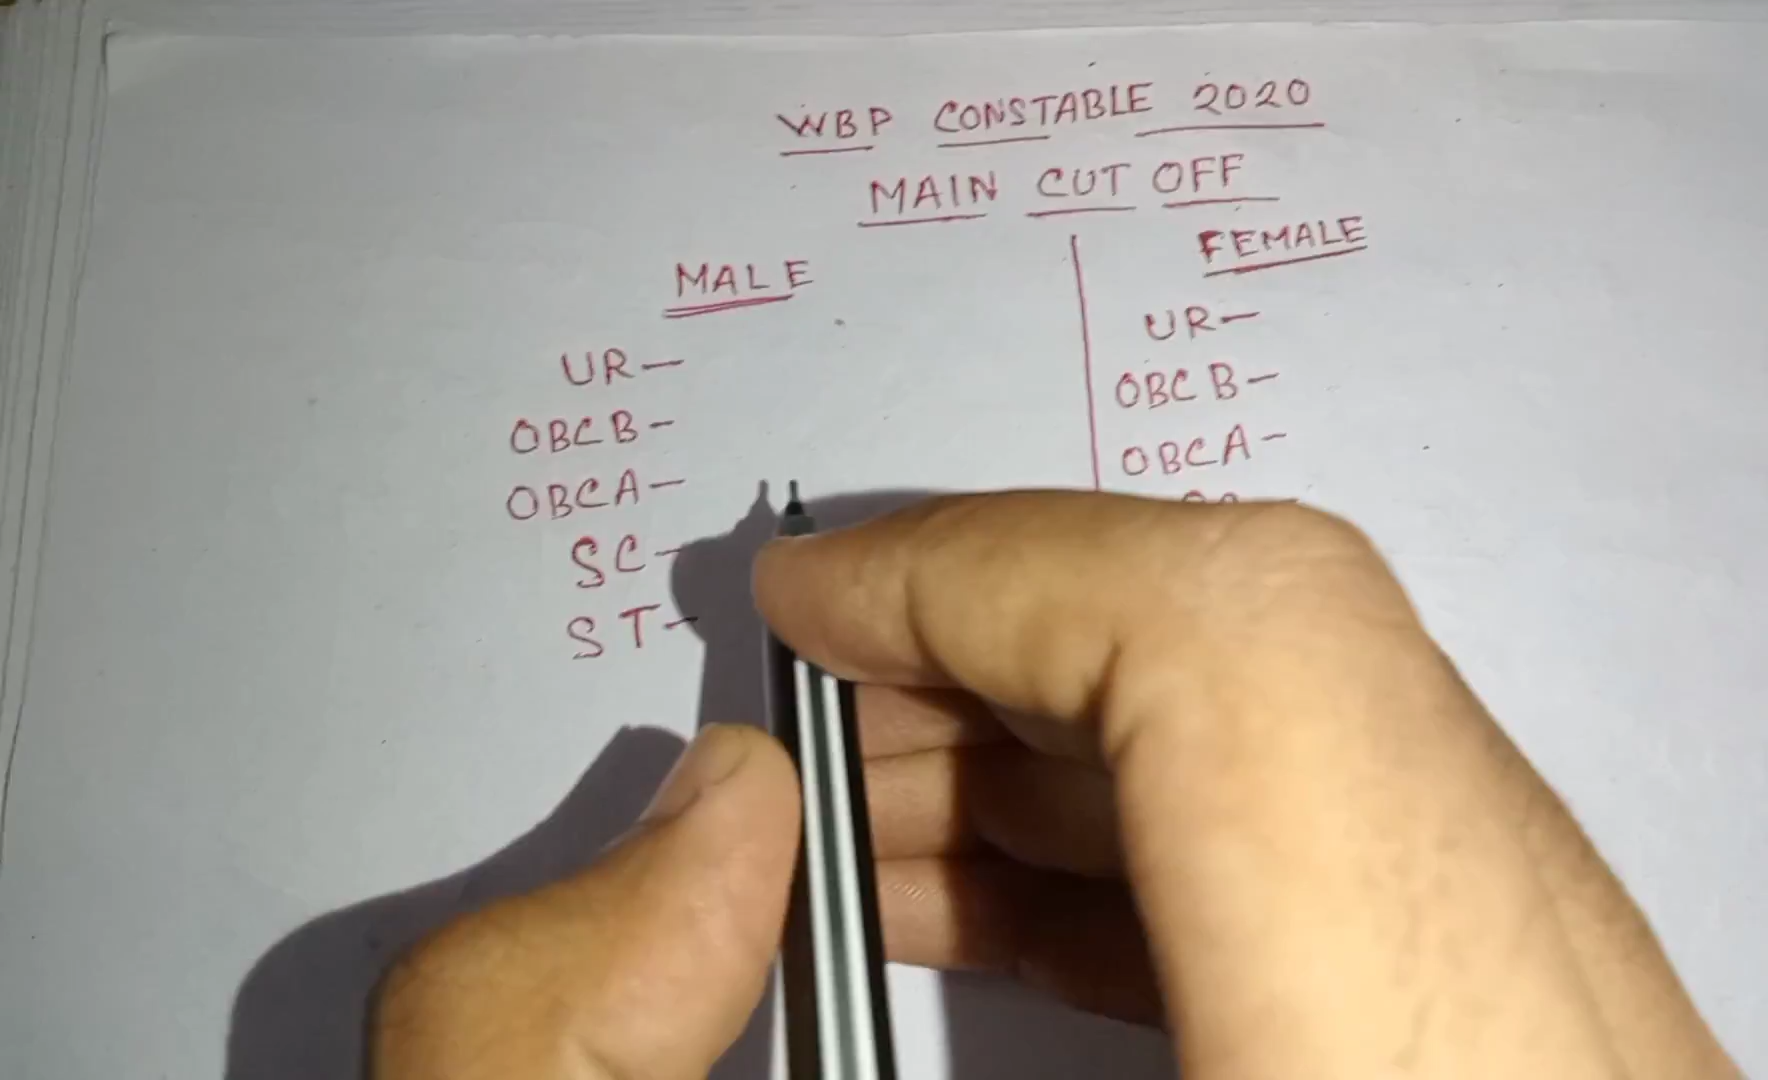 WBP CONSTABLE 2020
MAIN CUT OFF
MALE
UR-
OBCB-
OBCA-
SC-
ST-
FEMALE
UR-
OBC B-
OBCA-